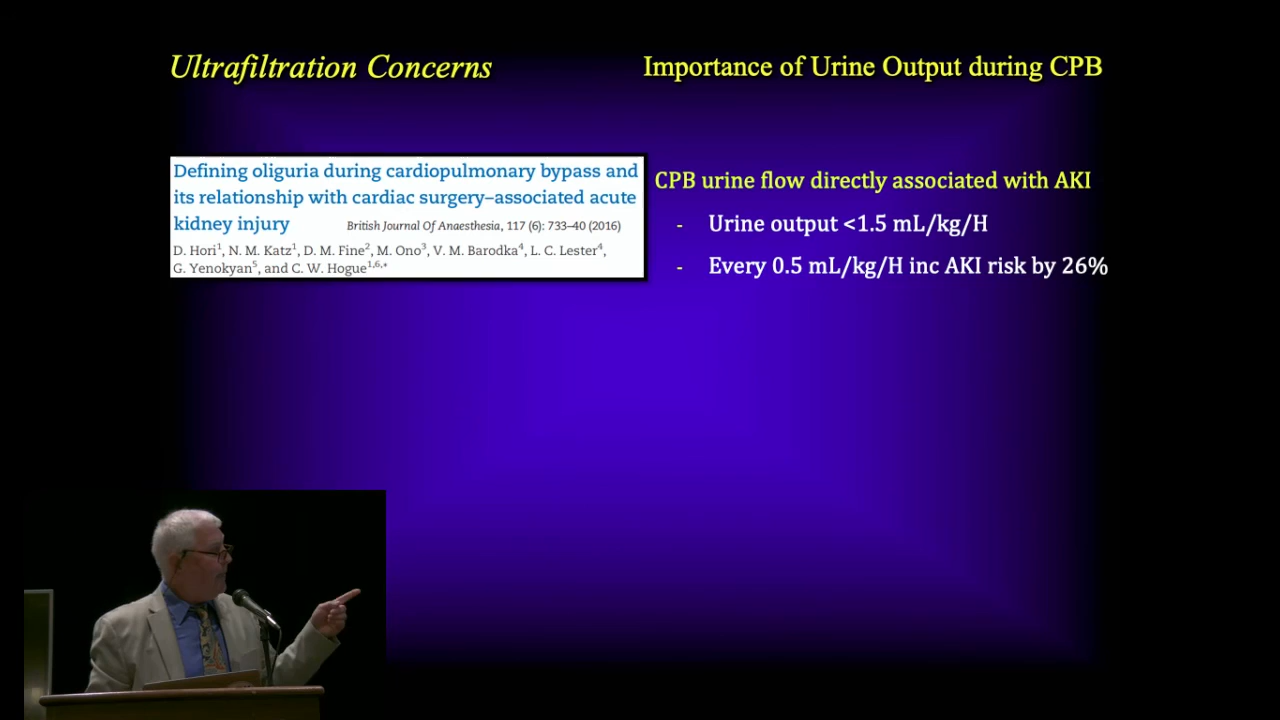 Ultrafiltration Concerns
Importance of Urine Output during CPB
Defining oliguria during cardiopulmonary bypass and
its relationship with cardiac surgery–associated acute
kidney injury
British Journal Of Anaesthesia, 117 (6): 733–40 (2016)
D. Hori¹, N. M. Katz¹, D. M. Fine², M. Ono³, V. M. Barodka⁴, L. C. Lester⁴,
G. Yenokyan⁵, and C. W. Hogue¹,⁶,*
CPB urine flow directly associated with AKI
- Urine output <1.5 mL/kg/H
- Every 0.5 mL/kg/H inc AKI risk by 26%